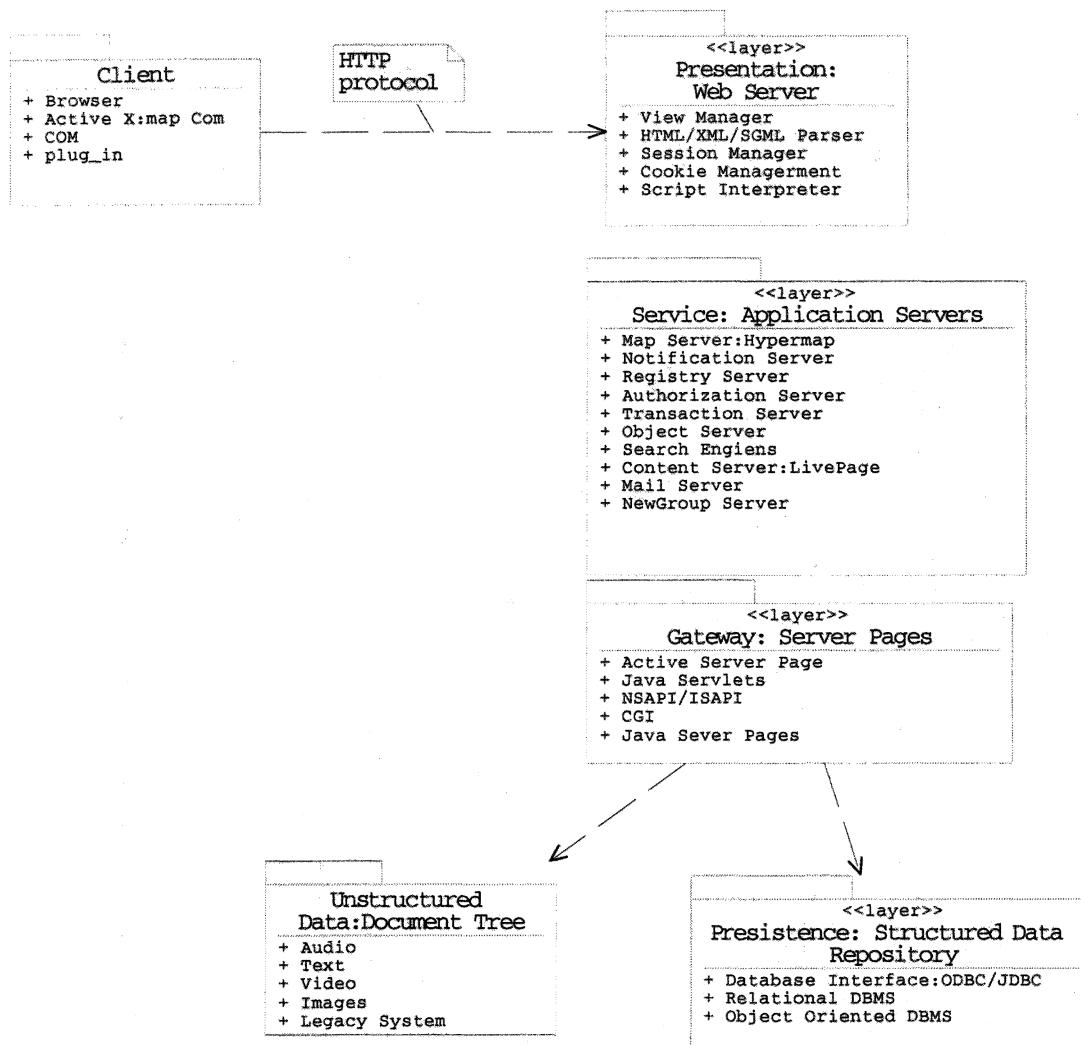 Client
+ Browser
+ Active X:map Com
+ COM
+ plug_in
HTTP
protocol
<<layer>>
Presentation:
Web Server
+ View Manager
+ HTML/XML/SGML Parser
+ Session Manager
+ Cookie Managerment
+ Script Interpreter
<<layer>>
Service: Application Servers
+ Map Server:Hypermap
+ Notification Server
+ Registry Server
+ Authorization Server
+ Transaction Server
+ Object Server
+ Search Engiens
+ Content Server:LivePage
+ Mail Server
+ NewGroup Server
<<layer>>
Gateway: Server Pages
+ Active Server Page
+ Java Servlets
+ NSAPI/ISAPI
+ CGI
+ Java Sever Pages
Unstructured
Data:Document Tree
+ Audio
+ Text
+ Video
+ Images
+ Legacy System
<<layer>>
Presistence: Structured Data
Repository
+ Database Interface:ODBC/JDBC
+ Relational DBMS
+ Object Oriented DBMS